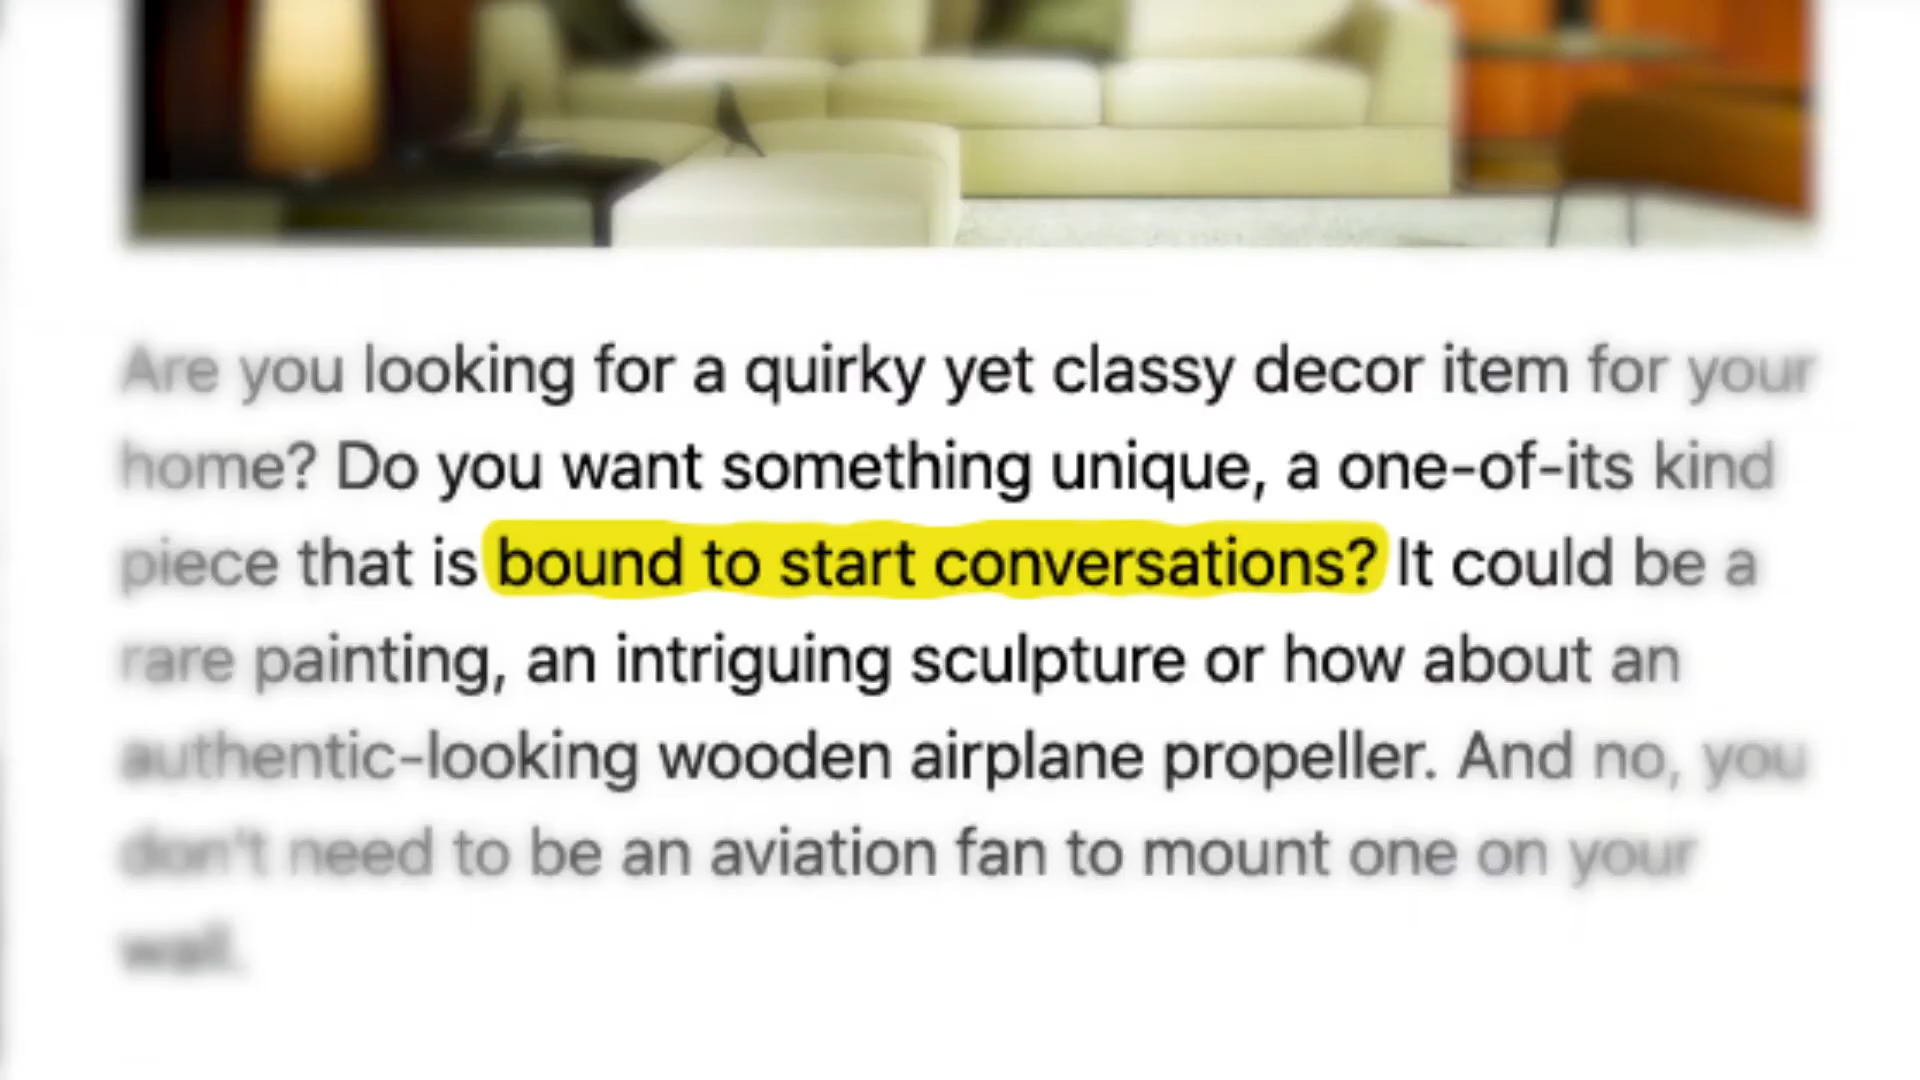 Are you looking for a quirky yet classy decor item for your
home? Do you want something unique, a one-of-its kind
piece that is bound to start conversations? It could be a
rare painting, an intriguing sculpture or how about an
authentic-looking wooden airplane propeller. And no, you
don't need to be an aviation fan to mount one on your
wall.